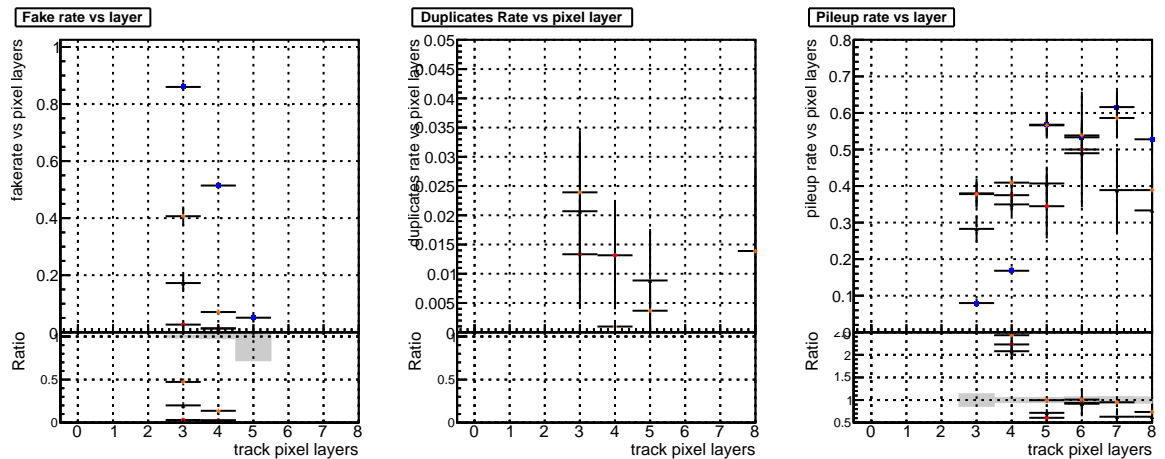 Fake rate vs layer
fakerate vs pixel layers
1
0.8
0.6
0.4
0.2
0
Ratio
0.5
0
0 1 2 3 4 5 6 7 8
track pixel layers
Duplicates Rate vs pixel layer
duplicates rate vs pixel layers
0.05
0.045
0.04
0.035
0.03
0.025
0.02
0.015
0.01
0.005
0
Ratio
0.5
0
0 1 2 3 4 5 6 7 8
track pixel layers
Pileup rate vs layer
pileup rate vs pixel layers
0.8
0.7
0.6
0.5
0.4
0.3
0.2
0.1
0
Ratio
2
1.5
1
0.5
0 1 2 3 4 5 6 7 8
track pixel layers